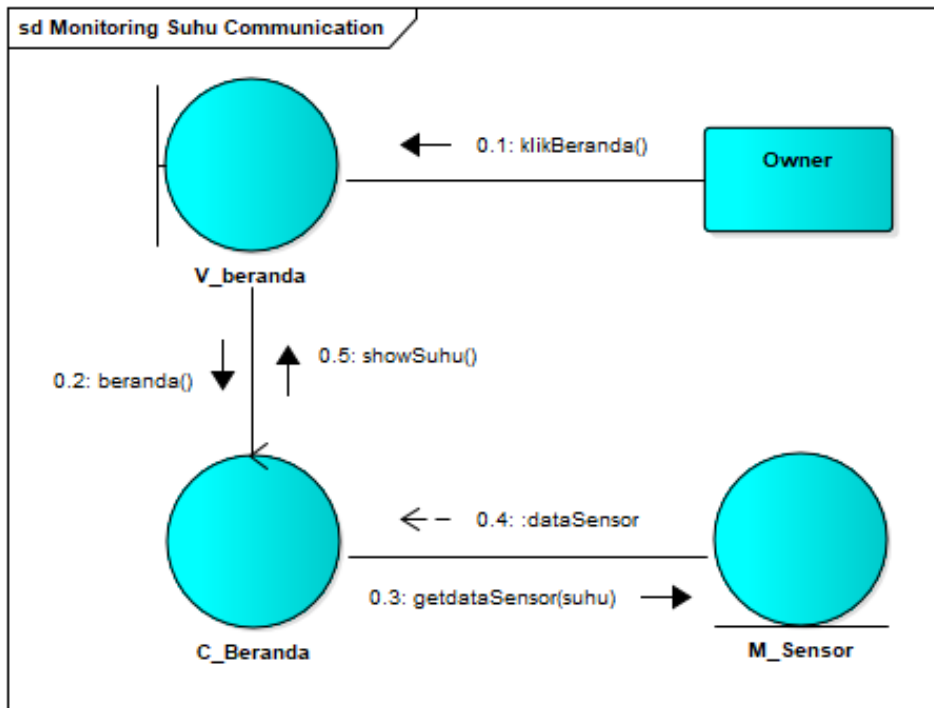 sd Monitoring Suhu Communication
0.1: klikBeranda()
Owner
V_beranda
0.5: showSuhu()
0.2: beranda()
0.4: :dataSensor
0.3: getdataSensor(suhu)
C_Beranda
M_Sensor